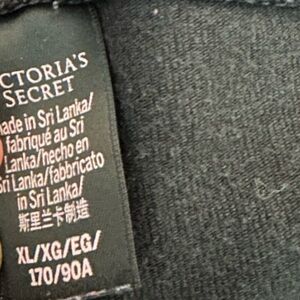 CTORIA'S
SECRET
made in Sri Lanka/
fabriqué au Sri
Lanka/hecho en
Sri Lanka/fabbricato
in Sri Lanka/
斯里兰卡制造
XL/XG/EG/
170/90A